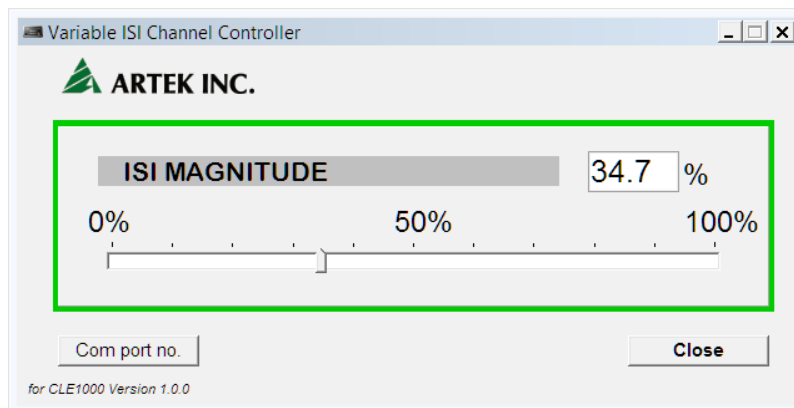 Variable ISI Channel Controller
ARTEK INC.
ISI MAGNITUDE 34.7 %
0% 50% 100%
Com port no. Close
for CLE1000 Version 1.0.0